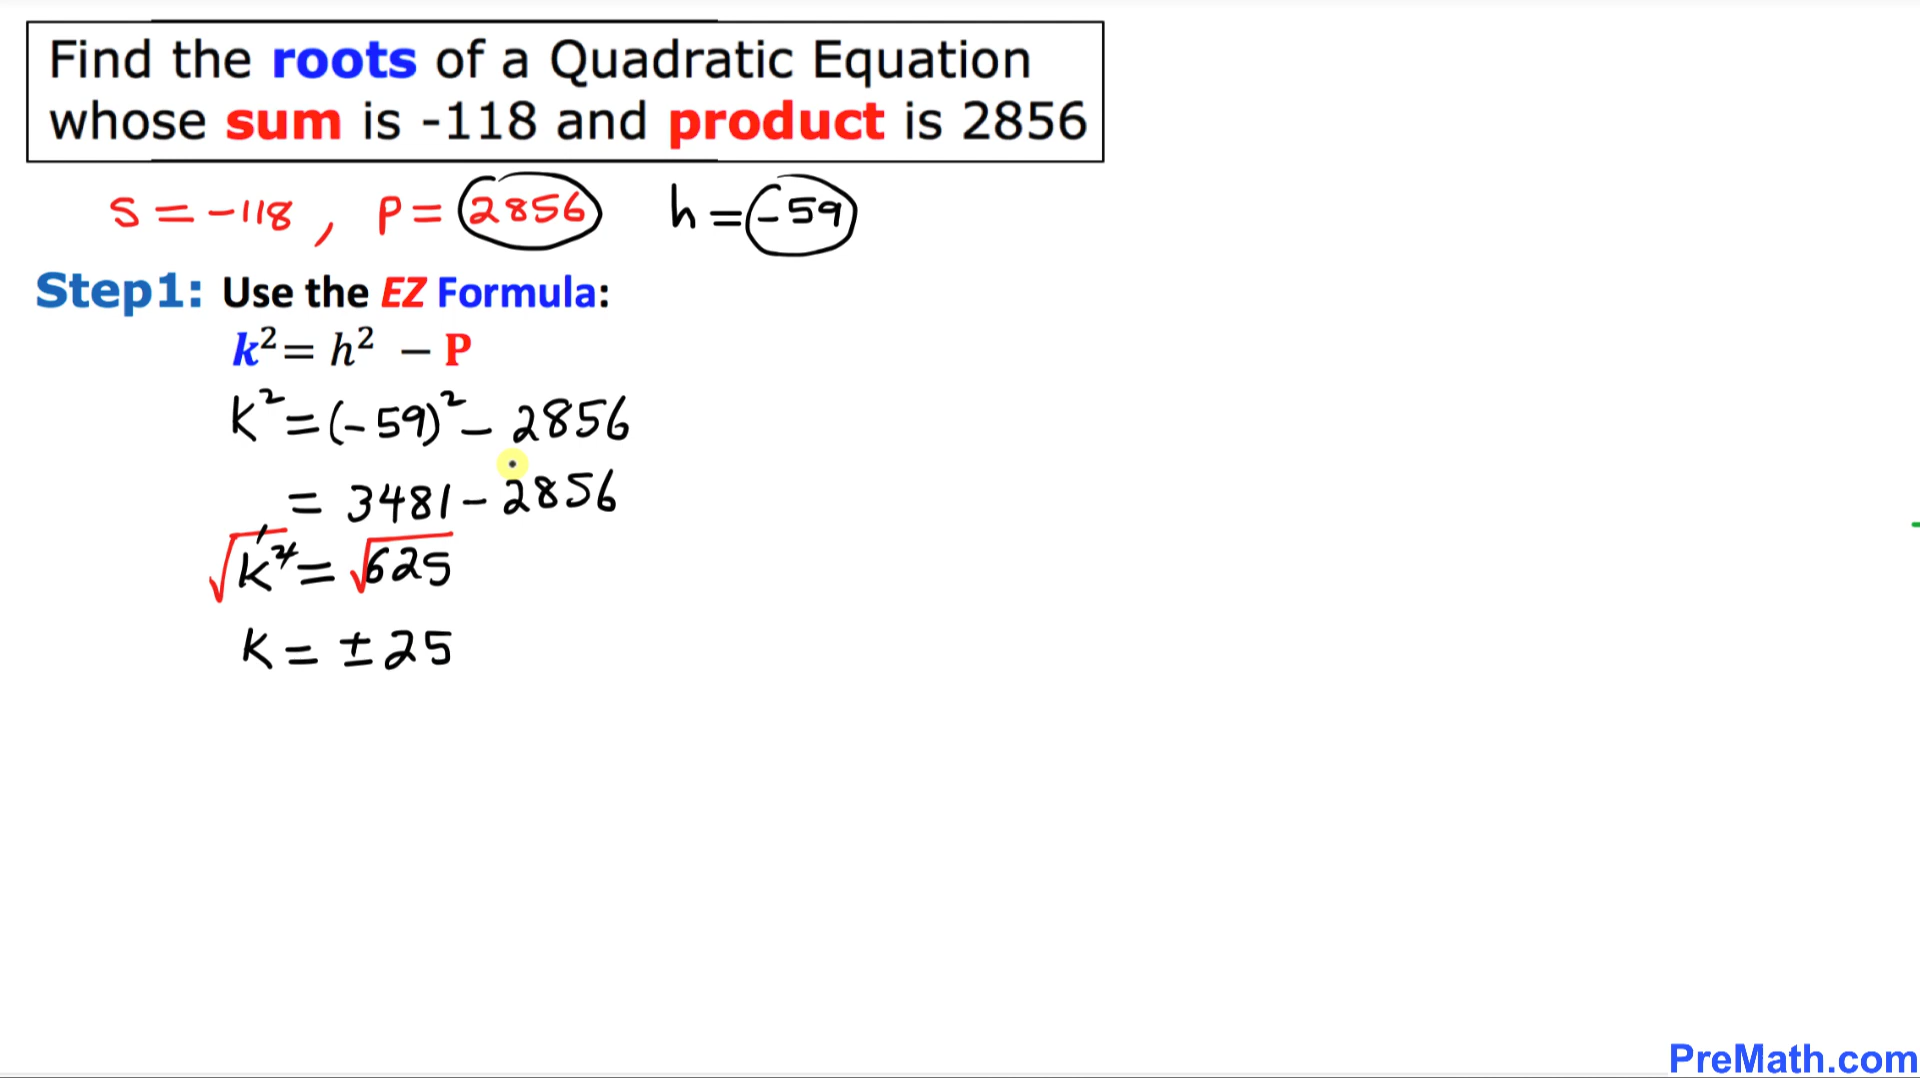 Find the roots of a Quadratic Equation
whose sum is -118 and product is 2856
S = -118 , P = 2856 h = -59
Step1: Use the EZ Formula:
k² = h² − P
K² = (-59)² - 2856
= 3481 - 2856
√K² = √625
K = ± 25
PreMath.com